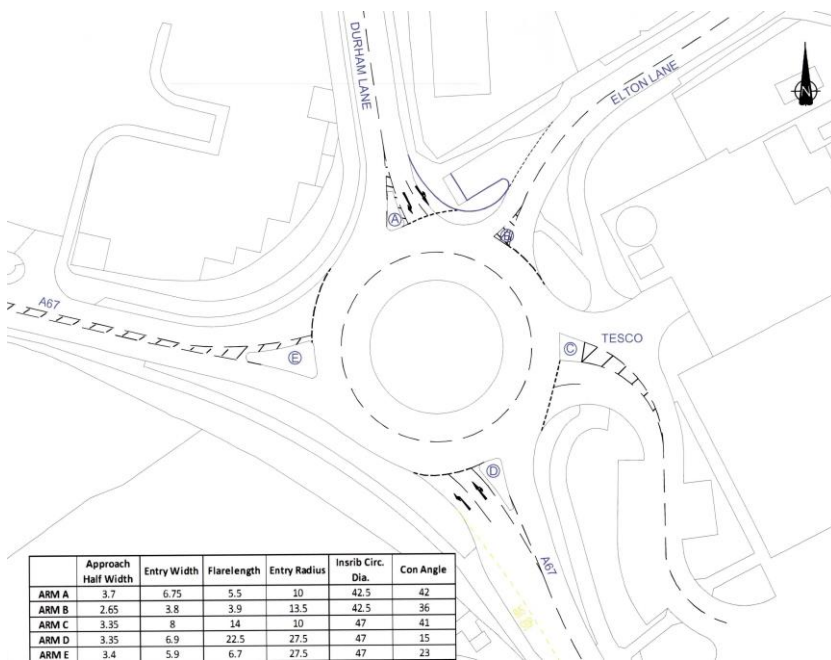 DURHAM LANE
ELTON LANE
N
A
A67
TESCO
C
E
D
A67
Approach Half Width Entry Width Flarelength Entry Radius Insrib Circ. Dia. Con Angle
ARM A 3.7 6.75 5.5 10 42.5 42
ARM B 2.65 3.8 3.9 13.5 42.5 36
ARM C 3.35 8 14 10 47 41
ARM D 3.35 6.9 22.5 27.5 47 15
ARM E 3.4 5.9 6.7 27.5 47 23